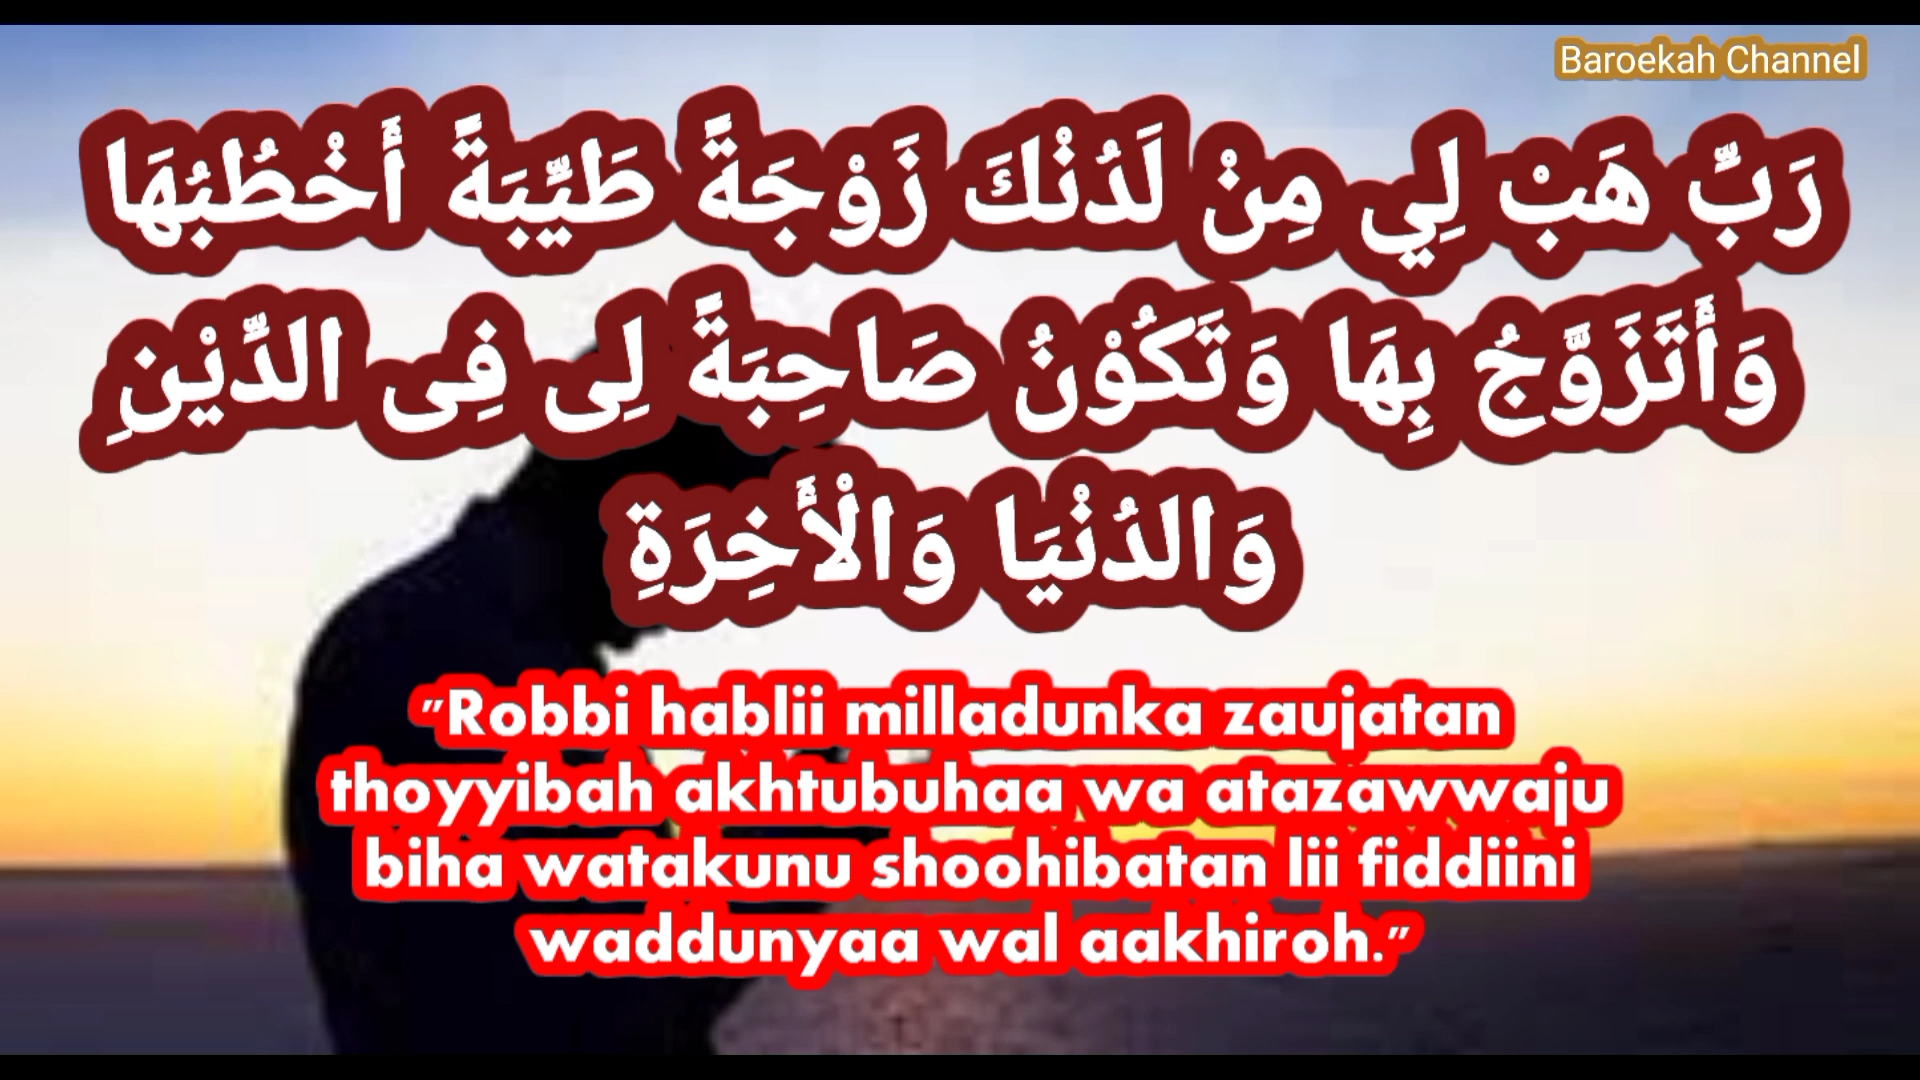 Baroekah Channel
رَبِّ هَبْ لِي مِنْ لَدُنْكَ زَوْجَةً طَيِّبَةً أَخْطُبُهَا
وَأَتَزَوَّجُ بِهَا وَتَكُوْنُ صَاحِبَةً لِى فِى الدِّيْنِ
وَالدُنْيَا وَالْأَخِرَةِ
"Robbi hablii milladunka zaujatan
thoyyibah akhtubuhaa wa atazawwaju
biha watakunu shoohibatan lii fiddiini
waddunyaa wal aakhiroh."